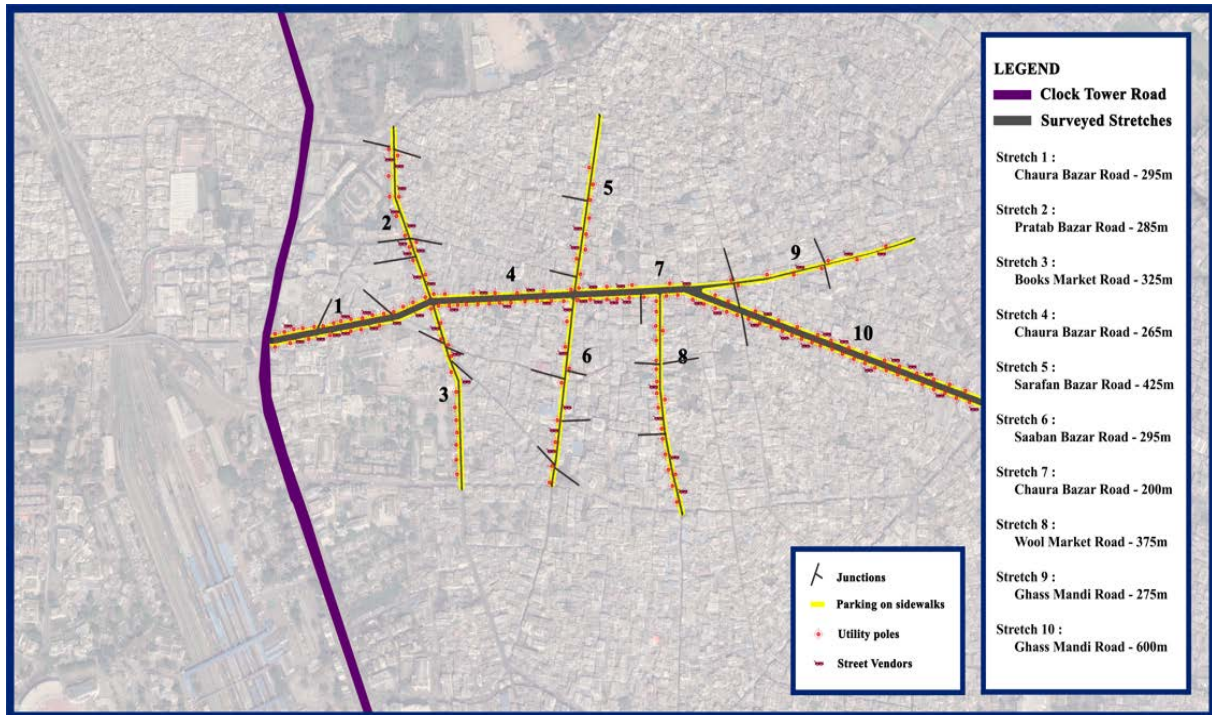 LEGEND
Clock Tower Road
Surveyed Stretches
Stretch 1 :
Chaura Bazar Road - 295m
Stretch 2 :
Pratab Bazar Road - 285m
Stretch 3 :
Books Market Road - 325m
Stretch 4 :
Chaura Bazar Road - 265m
Stretch 5 :
Sarafan Bazar Road - 425m
Stretch 6 :
Saaban Bazar Road - 295m
Stretch 7 :
Chaura Bazar Road - 200m
Stretch 8 :
Wool Market Road - 375m
Stretch 9 :
Ghass Mandi Road - 275m
Stretch 10 :
Ghass Mandi Road - 600m
5
2
9
4
7
1
10
6
8
3
Junctions
Parking on sidewalks
Utility poles
Street Vendors